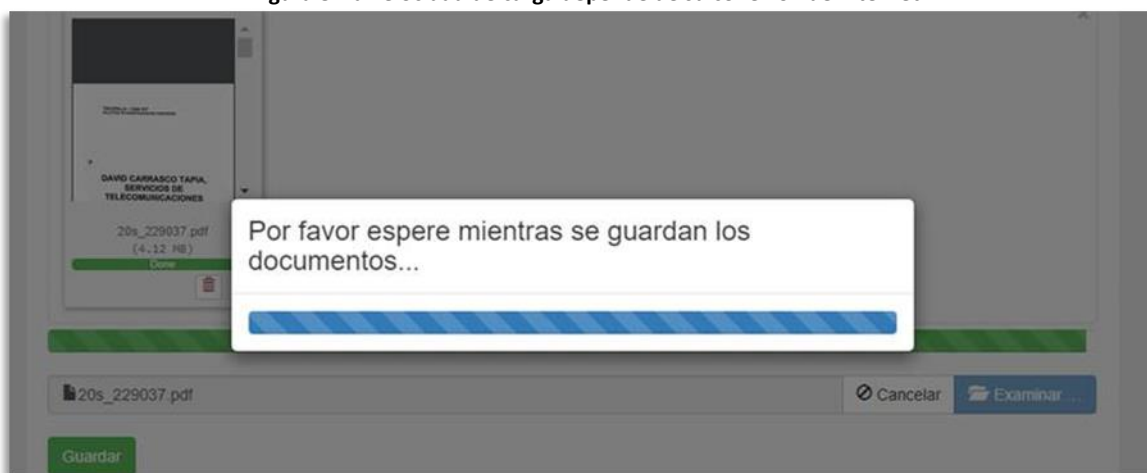 DAVID CARRASCO TAPIA,
SERVICIOS DE
TELECOMUNICACIONES
20s_229037.pdf
(4.12 MB)
Done
Por favor espere mientras se guardan los
documentos...
20s_229037.pdf
Cancelar
Examinar ...
Guardar